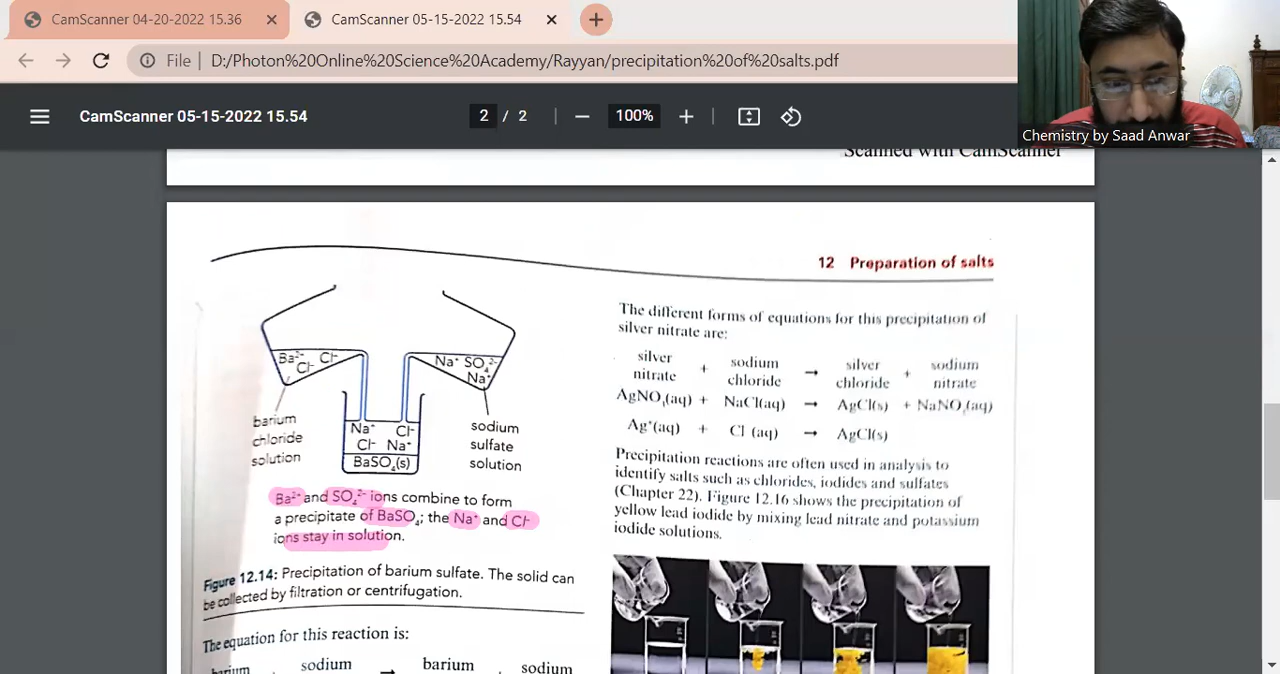 CamScanner 04-20-2022 15.36
CamScanner 05-15-2022 15.54
File | D:/Photon%20Online%20Science%20Academy/Rayyan/precipitation%20of%20salts.pdf
CamScanner 05-15-2022 15.54
2 / 2
100%
Chemistry by Saad Anwar
Scanned with CamScanner
12 Preparation of salts
Ba²⁺ Cl⁻
Cl⁻
Na⁺ SO₄²⁻
Na⁺
barium
chloride
solution
Na⁺ Cl⁻
Cl⁻ Na⁺
BaSO₄(s)
sodium
sulfate
solution
Ba²⁺ and SO₄²⁻ ions combine to form
a precipitate of BaSO₄; the Na⁺ and Cl⁻
ions stay in solution.
Figure 12.14: Precipitation of barium sulfate. The solid can
be collected by filtration or centrifugation.
The equation for this reaction is:
barium sodium → barium sodium
The different forms of equations for this precipitation of
silver nitrate are:
silver nitrate + sodium chloride → silver chloride + sodium nitrate
AgNO₃(aq) + NaCl(aq) → AgCl(s) + NaNO₃(aq)
Ag⁺(aq) + Cl (aq) → AgCl(s)
Precipitation reactions are often used in analysis to
identify salts such as chlorides, iodides and sulfates
(Chapter 22). Figure 12.16 shows the precipitation of
yellow lead iodide by mixing lead nitrate and potassium
iodide solutions.